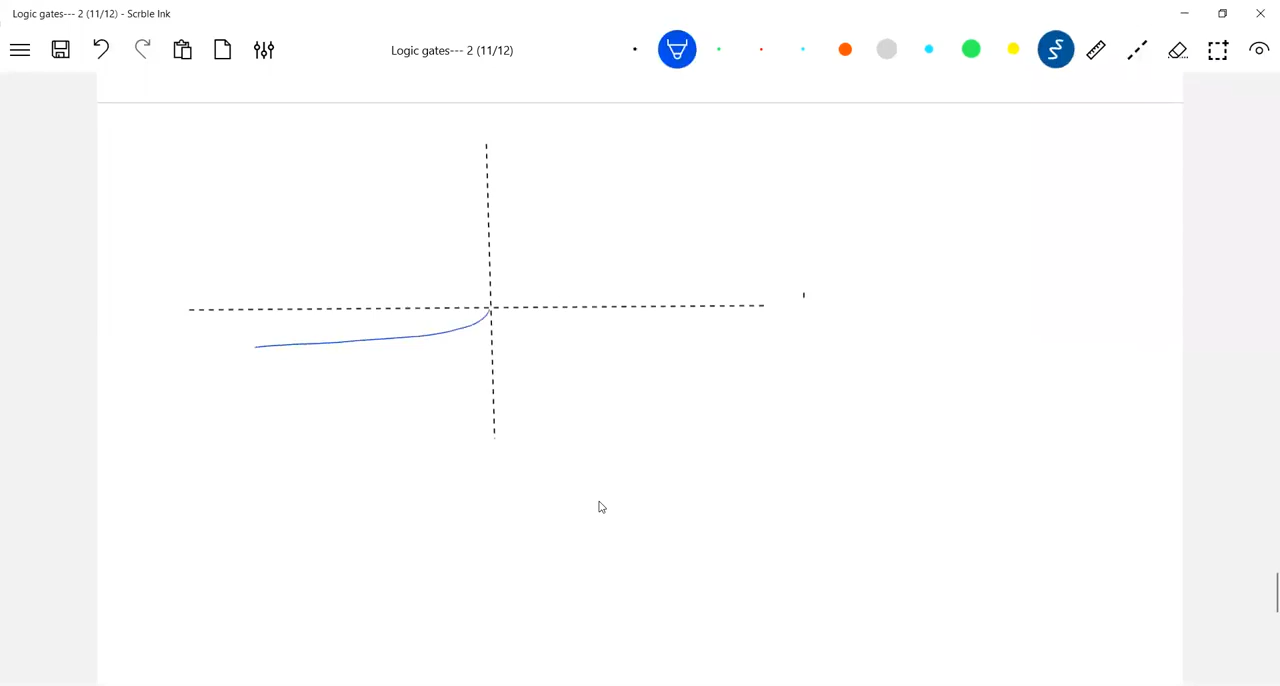 Logic gates--- 2 (11/12) - Scrble Ink
Logic gates--- 2 (11/12)